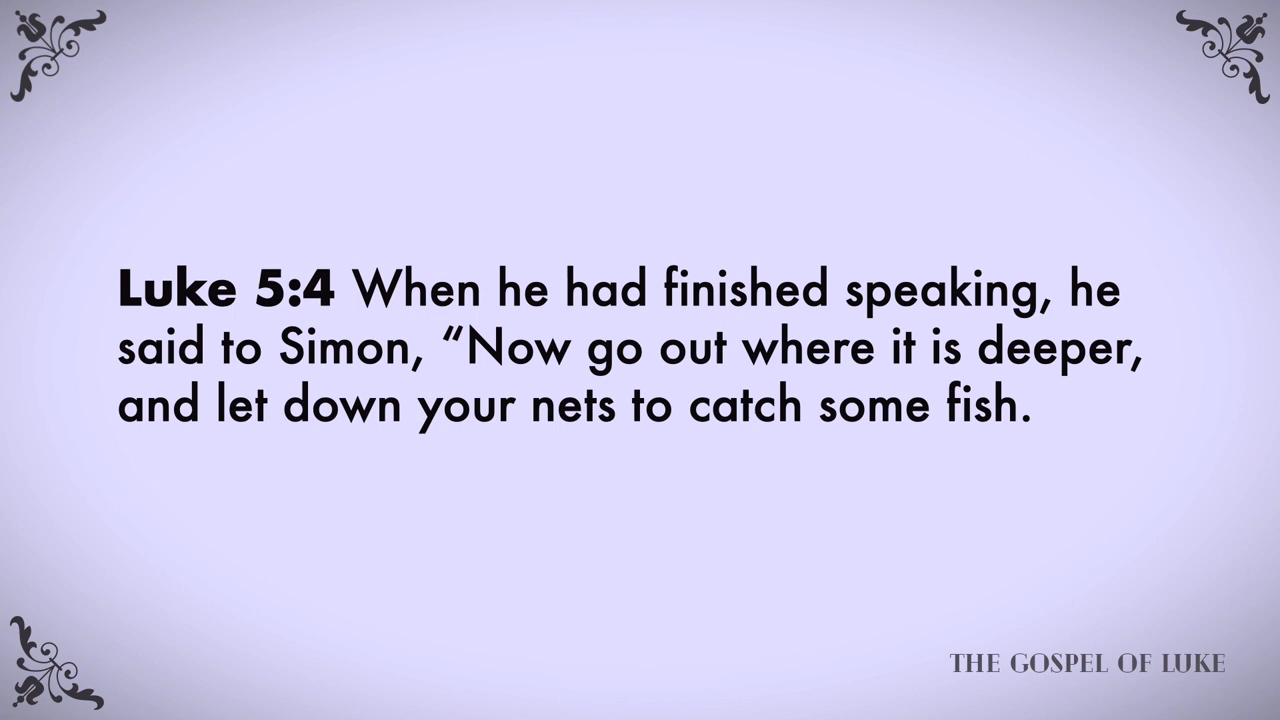 Luke 5:4 When he had finished speaking, he
said to Simon, “Now go out where it is deeper,
and let down your nets to catch some fish.
THE GOSPEL OF LUKE